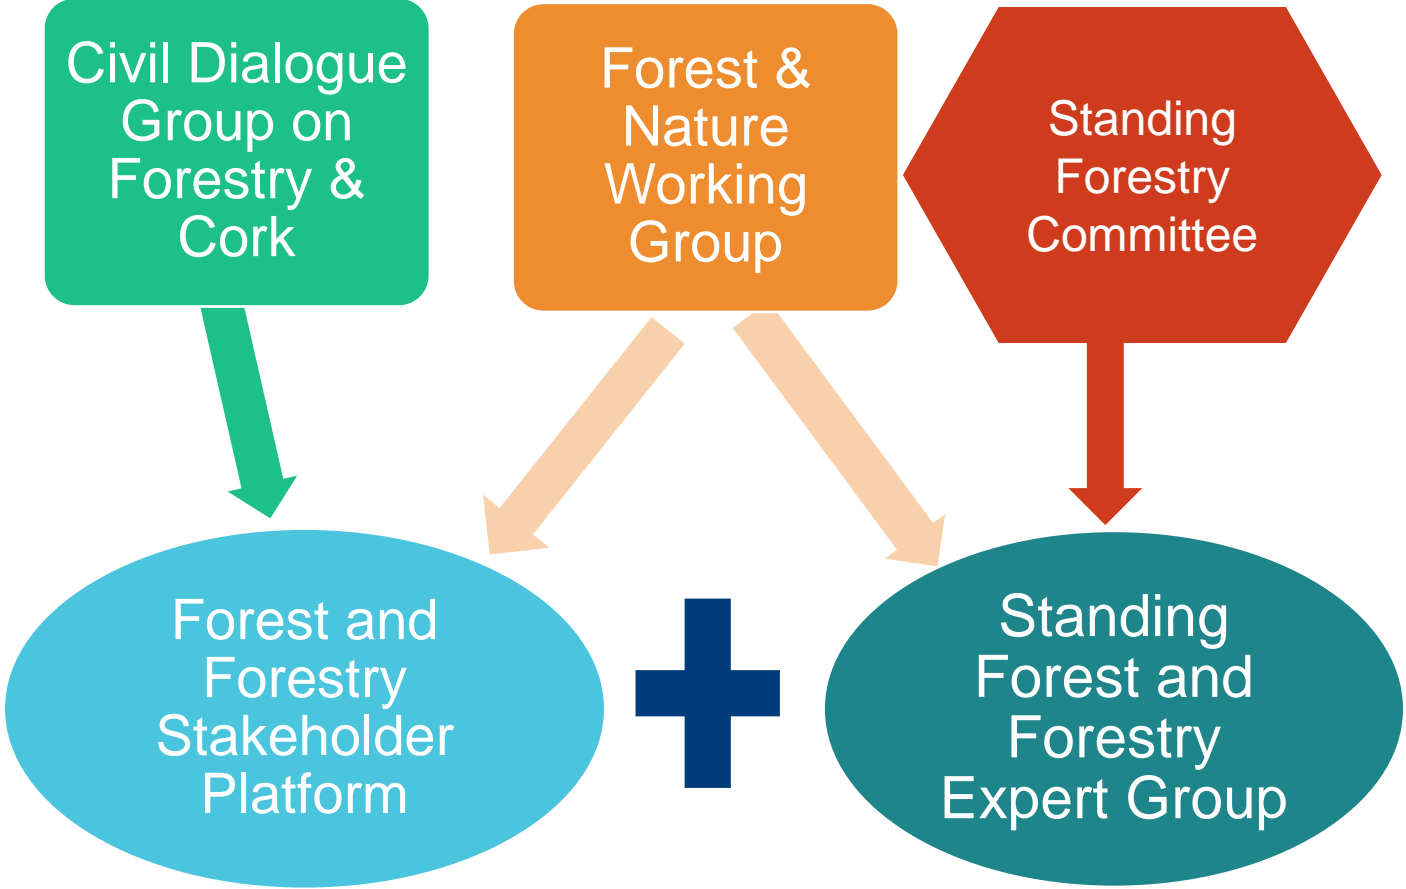 Civil Dialogue
Group on
Forestry &
Cork
Forest &
Nature
Working
Group
Standing
Forestry
Committee
Forest and
Forestry
Stakeholder
Platform
Standing
Forest and
Forestry
Expert Group